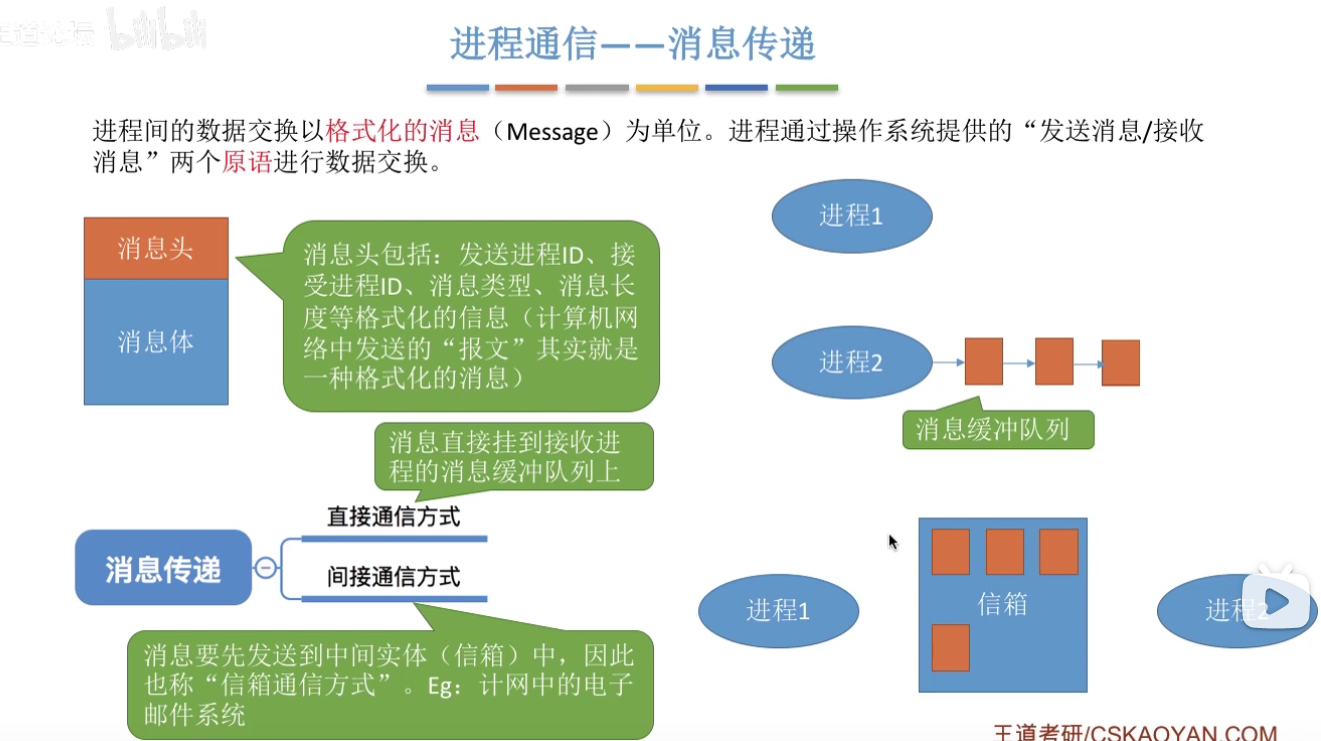 bilibili
进程通信——消息传递
进程间的数据交换以格式化的消息（Message）为单位。进程通过操作系统提供的“发送消息/接收
消息”两个原语进行数据交换。
消息头
消息体
消息头包括：发送进程ID、接
受进程ID、消息类型、消息长
度等格式化的信息（计算机网
络中发送的“报文”其实就是
一种格式化的消息）
进程1
进程2
消息缓冲队列
消息直接挂到接收进
程的消息缓冲队列上
直接通信方式
消息传递
间接通信方式
消息要先发送到中间实体（信箱）中，因此
也称“信箱通信方式”。Eg：计网中的电子
邮件系统
进程1
信箱
进程2
王道考研/CSKAOYAN.COM